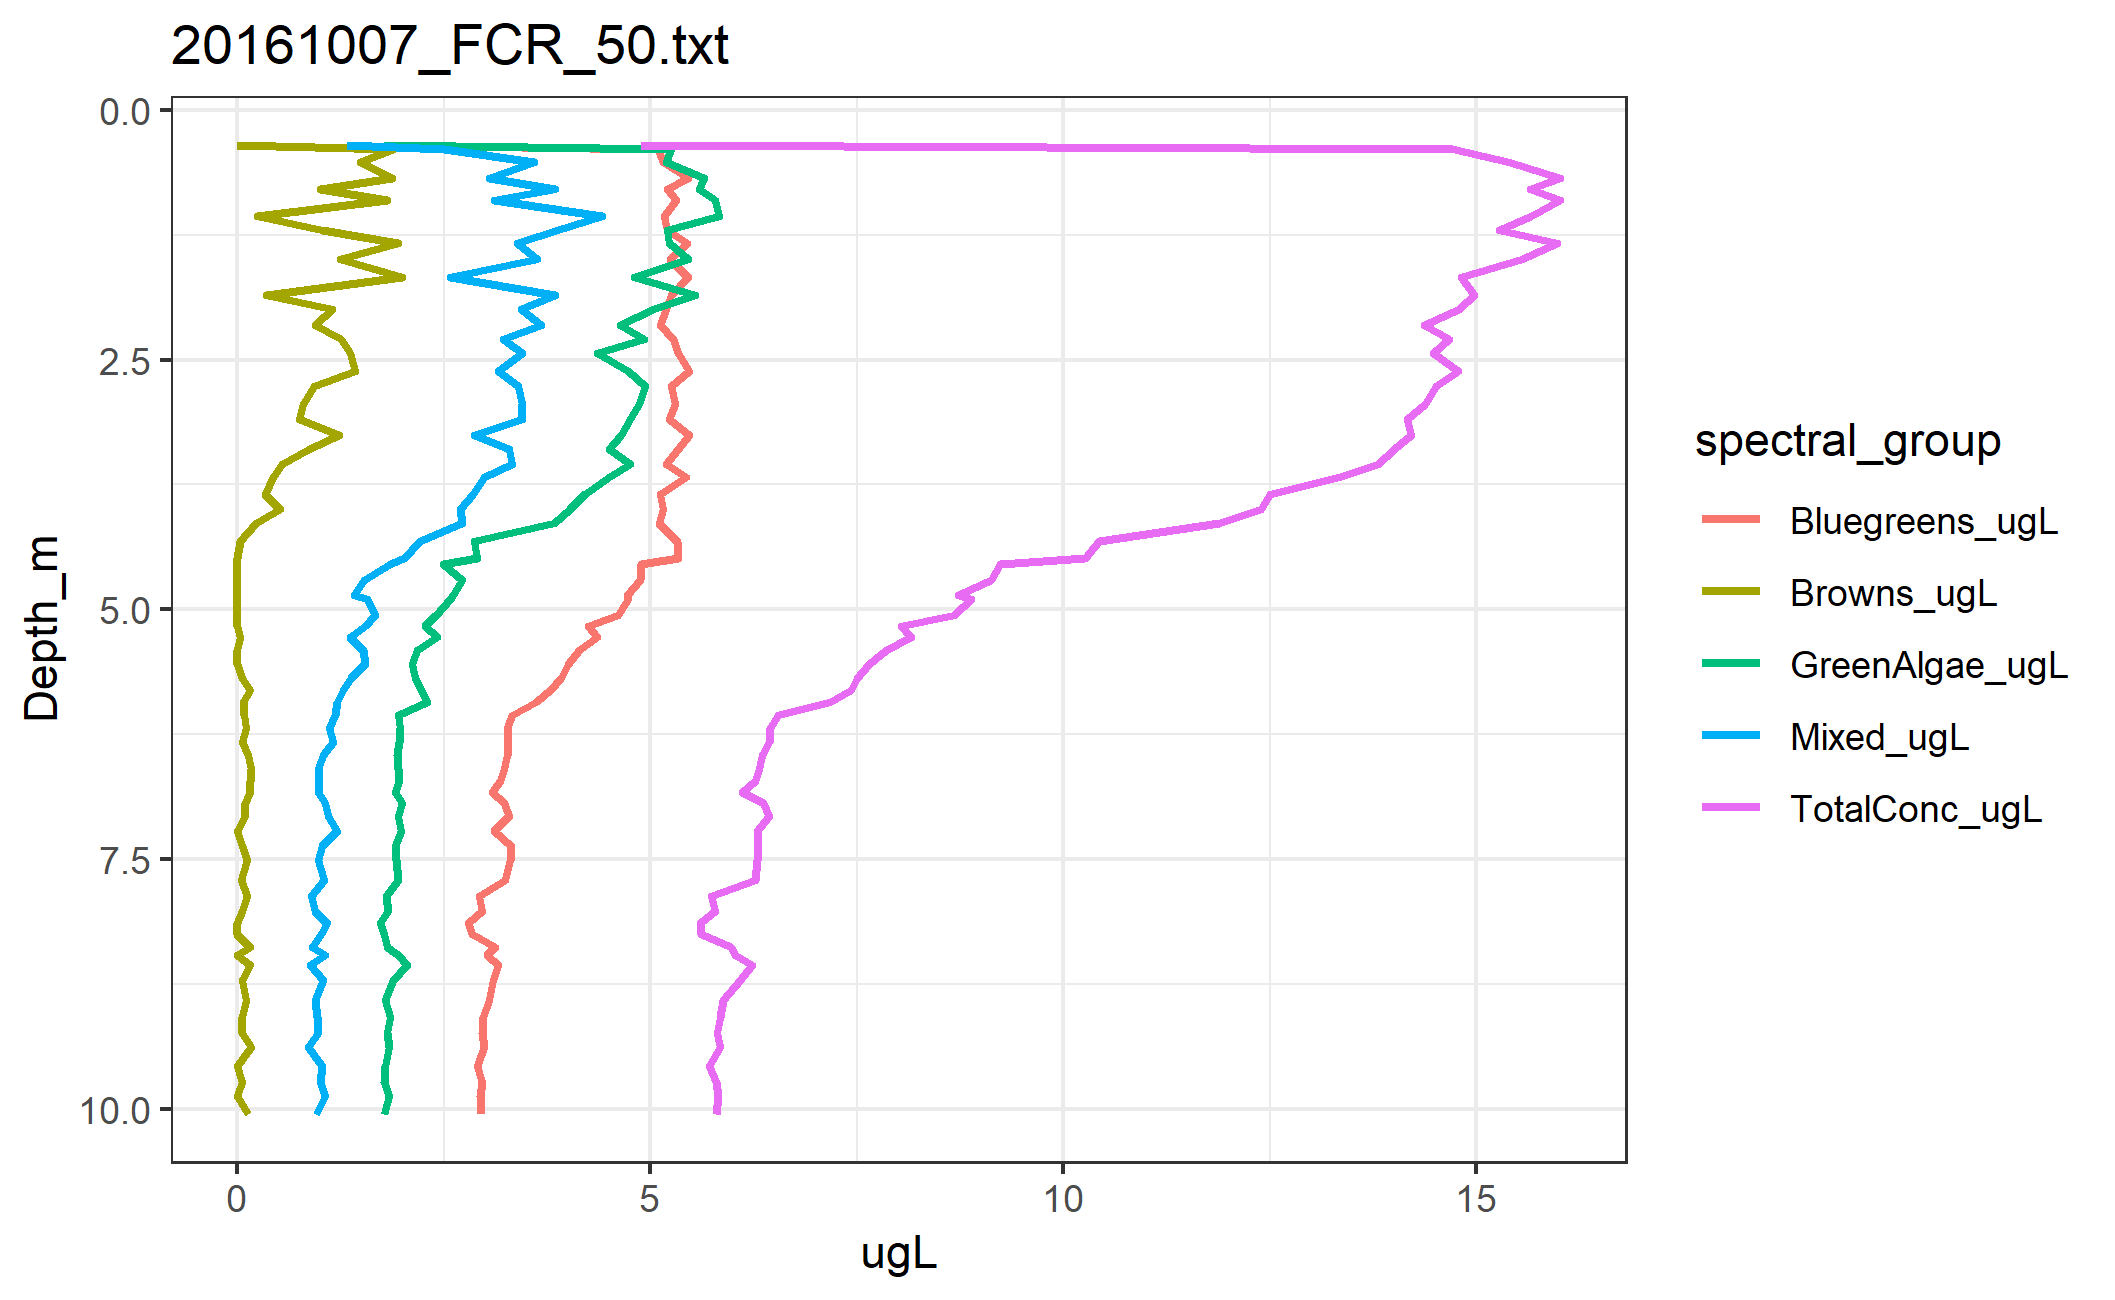 20161007_FCR_50.txt
0.0
2.5
5.0
7.5
10.0
Depth_m
0 5 10 15
ugL
spectral_group
Bluegreens_ugL
Browns_ugL
GreenAlgae_ugL
Mixed_ugL
TotalConc_ugL